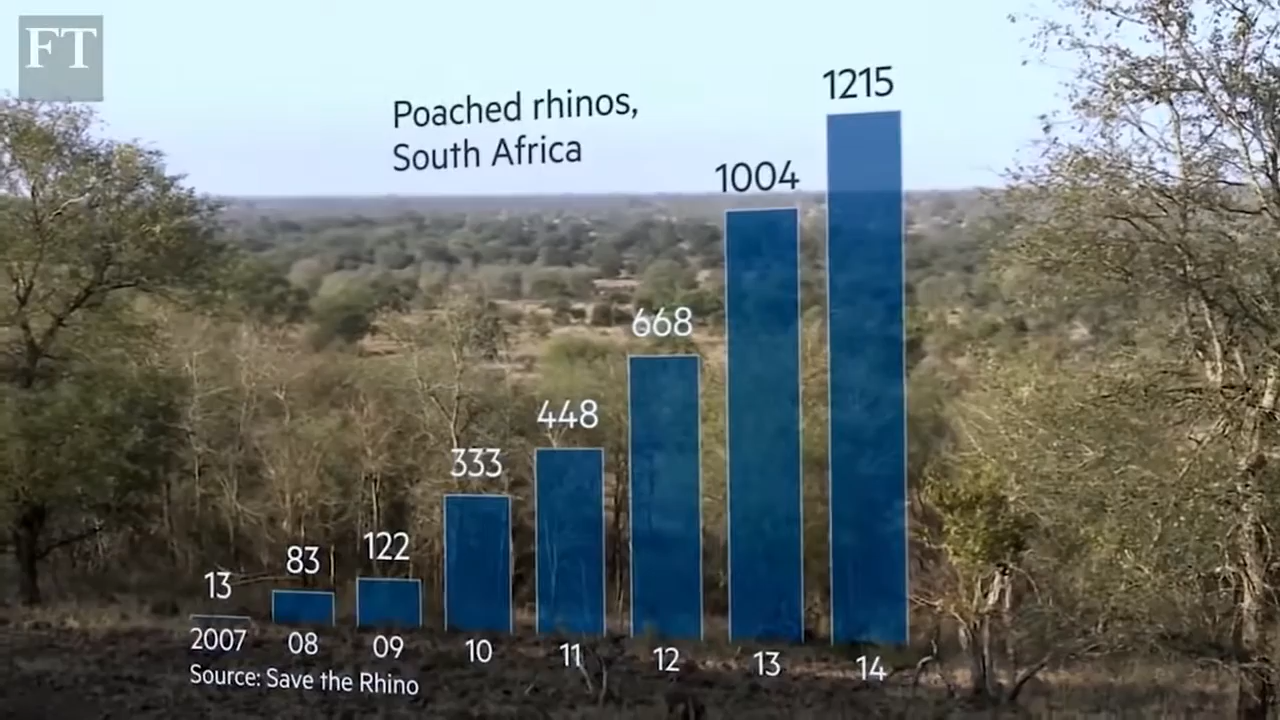 FT
Poached rhinos,
South Africa
1215
1004
668
448
333
122
83
13
2007 08 09 10 11 12 13 14
Source: Save the Rhino